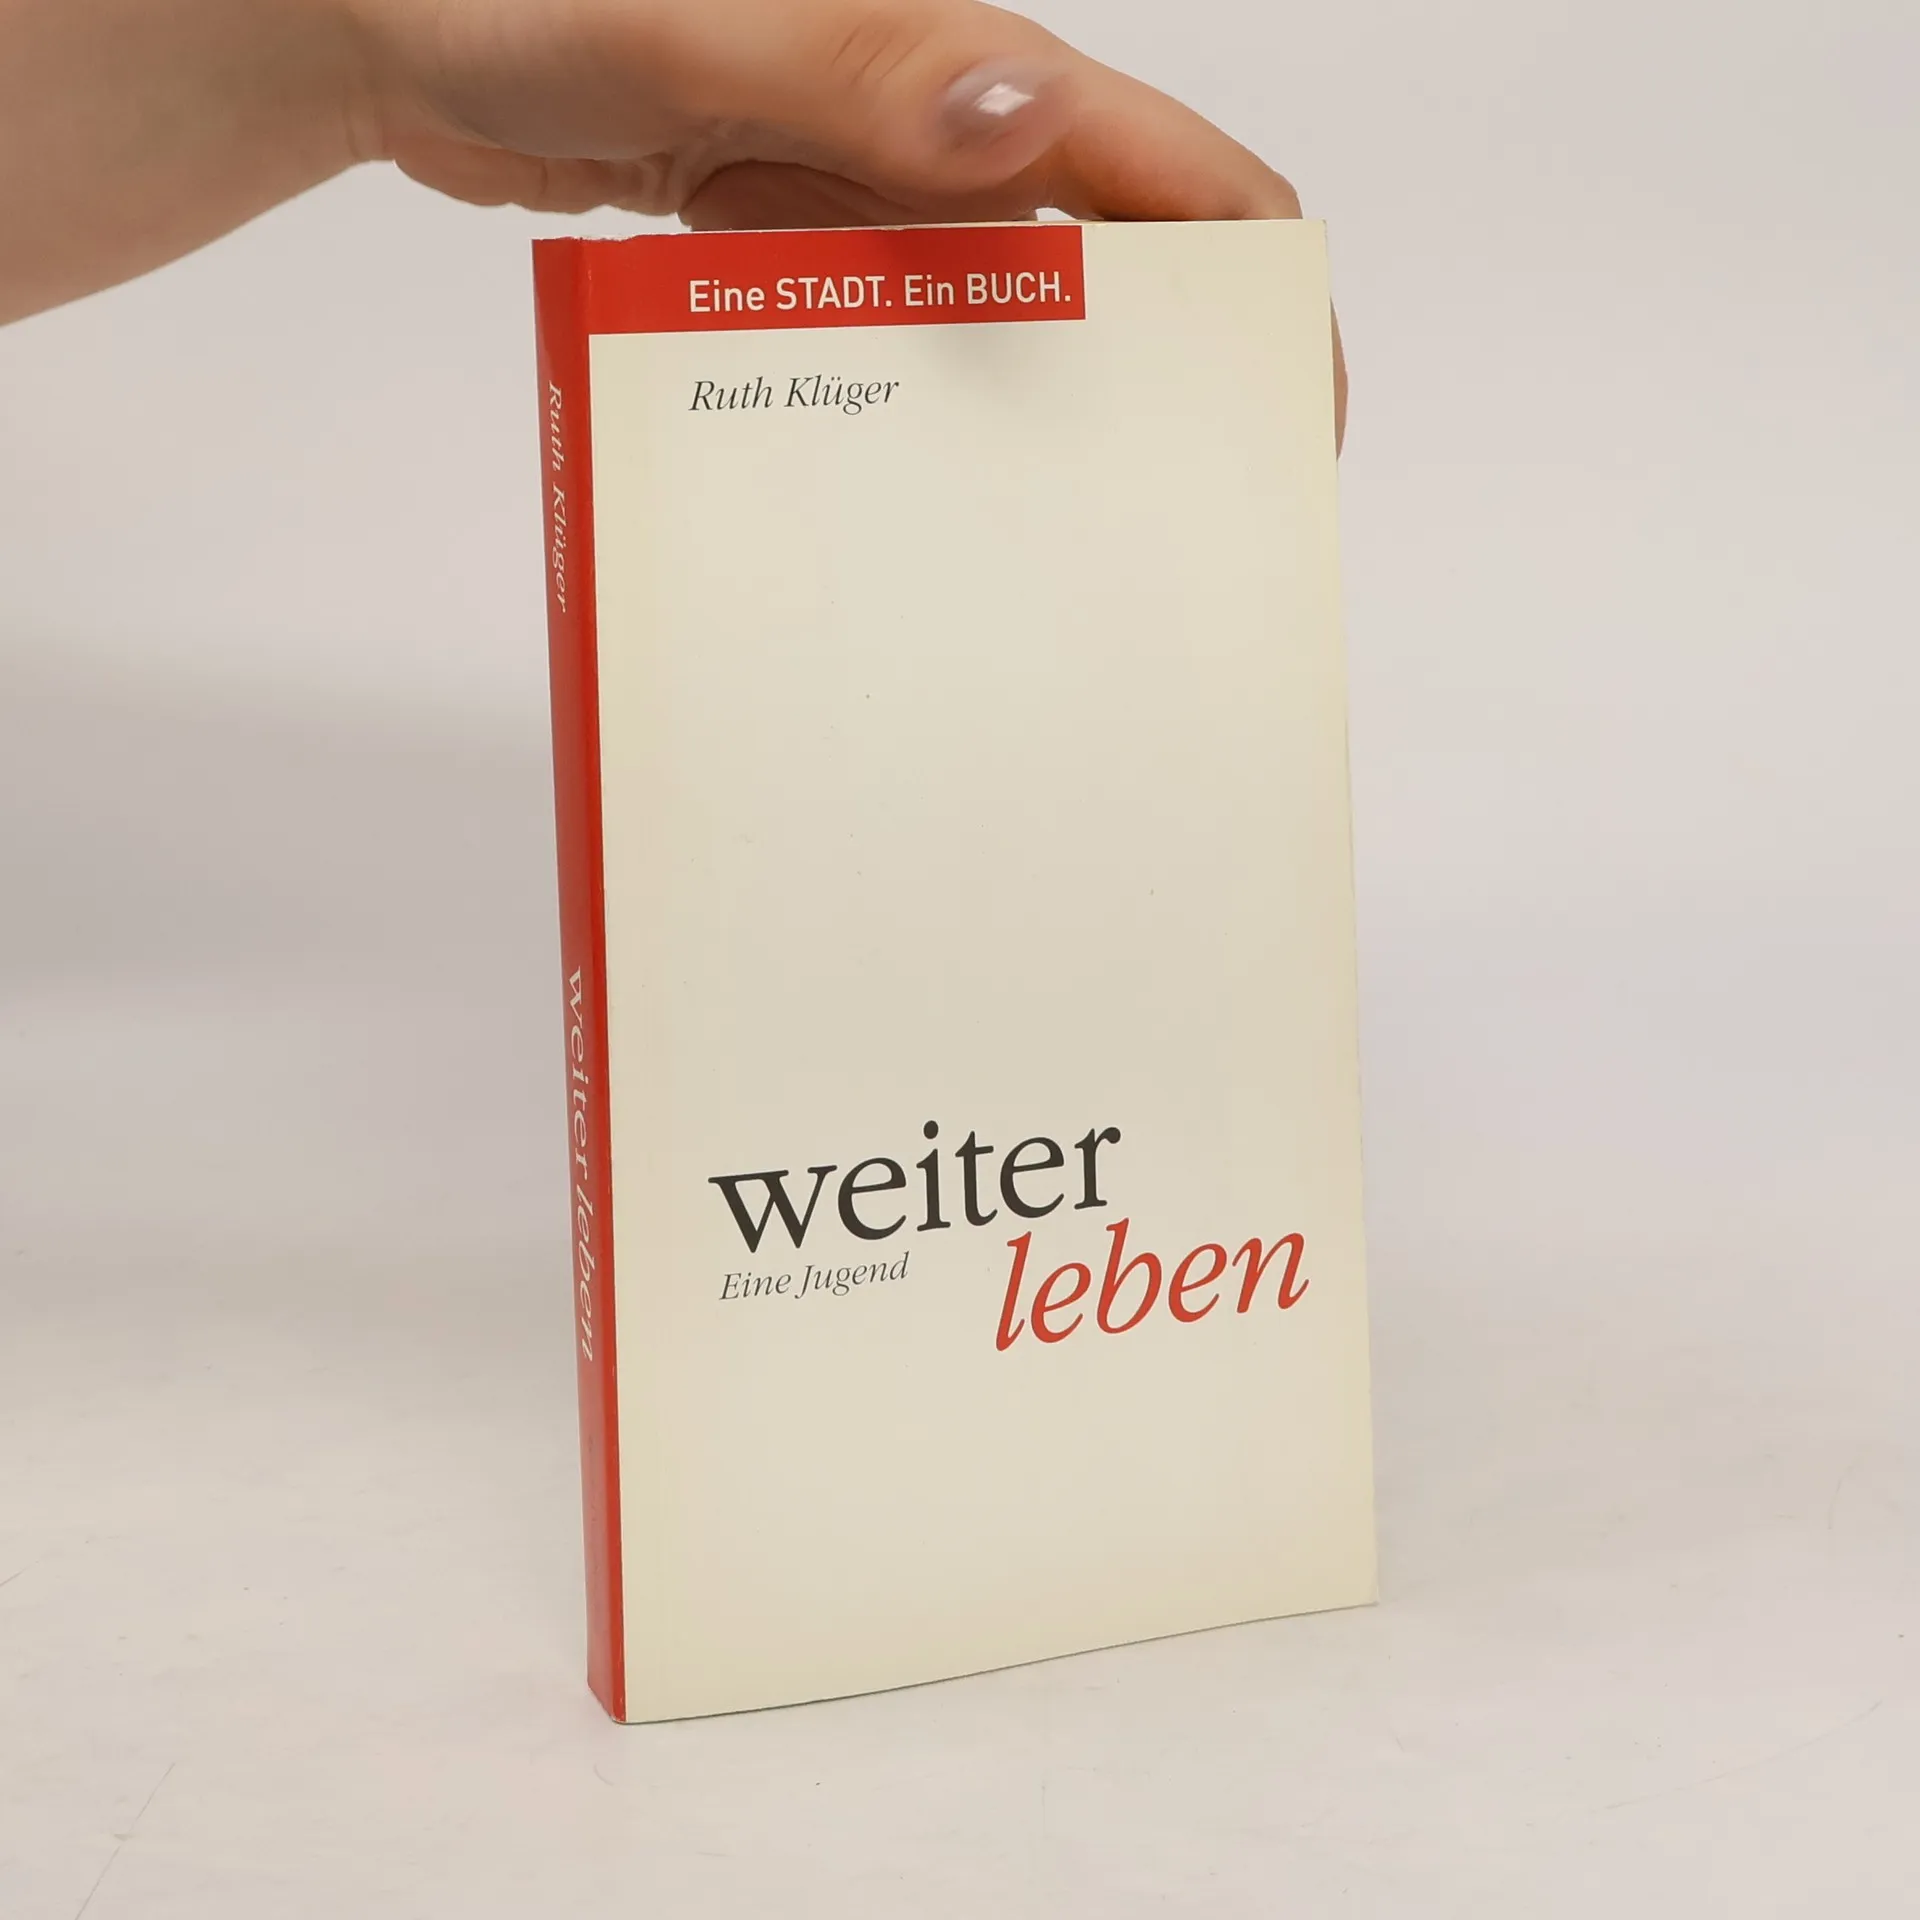 Eine STADT. Ein BUCH.
Ruth Klüger
weiter
leben
Eine Jugend
Ruth Klüger
weiter leben